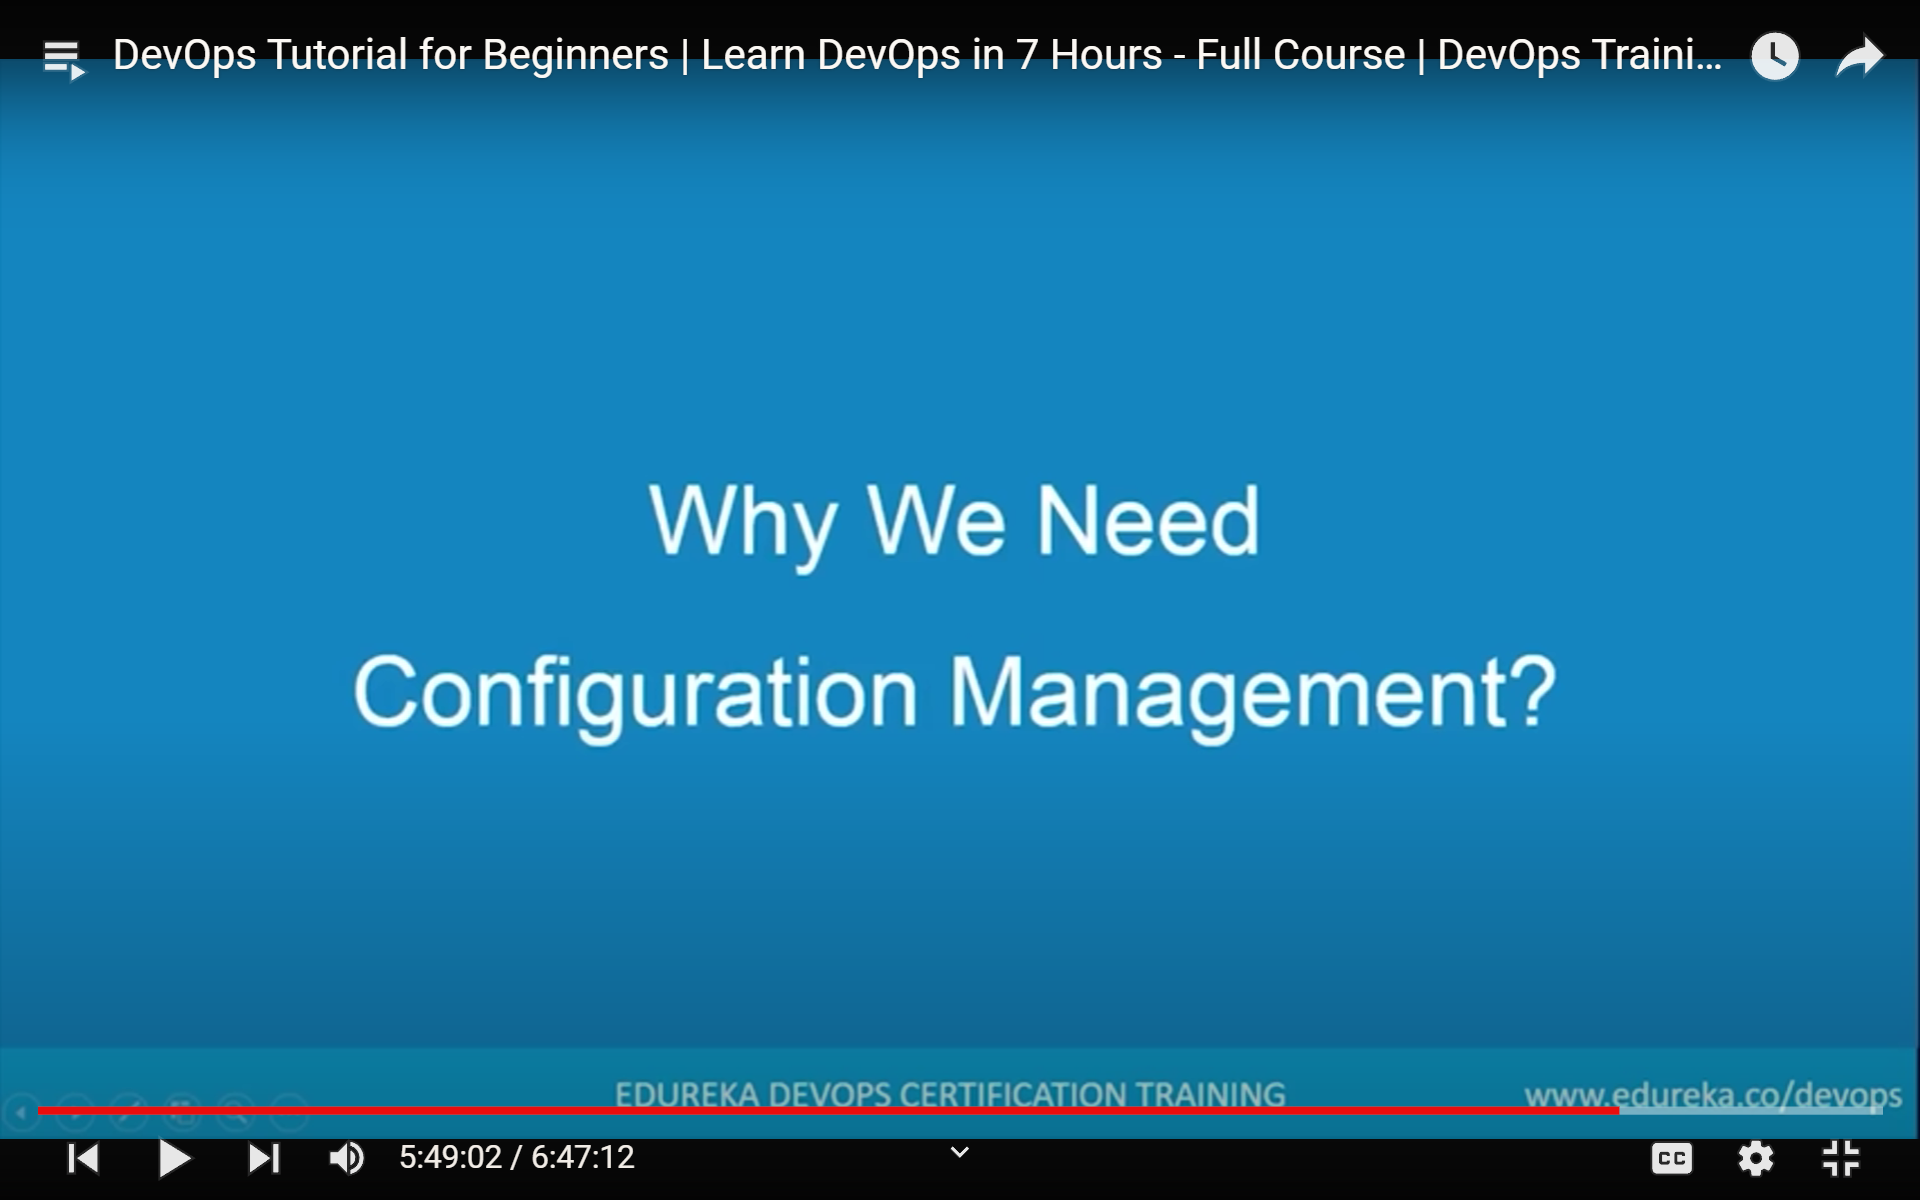 DevOps Tutorial for Beginners | Learn DevOps in 7 Hours - Full Course | DevOps Traini...
Why We Need
Configuration Management?
EDUREKA DEVOPS CERTIFICATION TRAINING
www.edureka.co/devops
5:49:02 / 6:47:12
CC